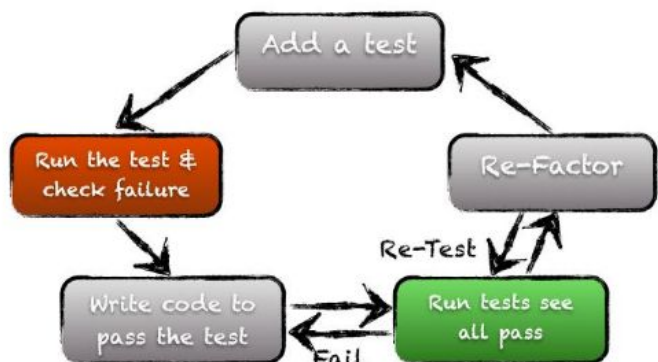 Add a test
Run the test &
check failure
Re-Factor
Re-Test
Write code to
pass the test
Run tests see
all pass
Fail